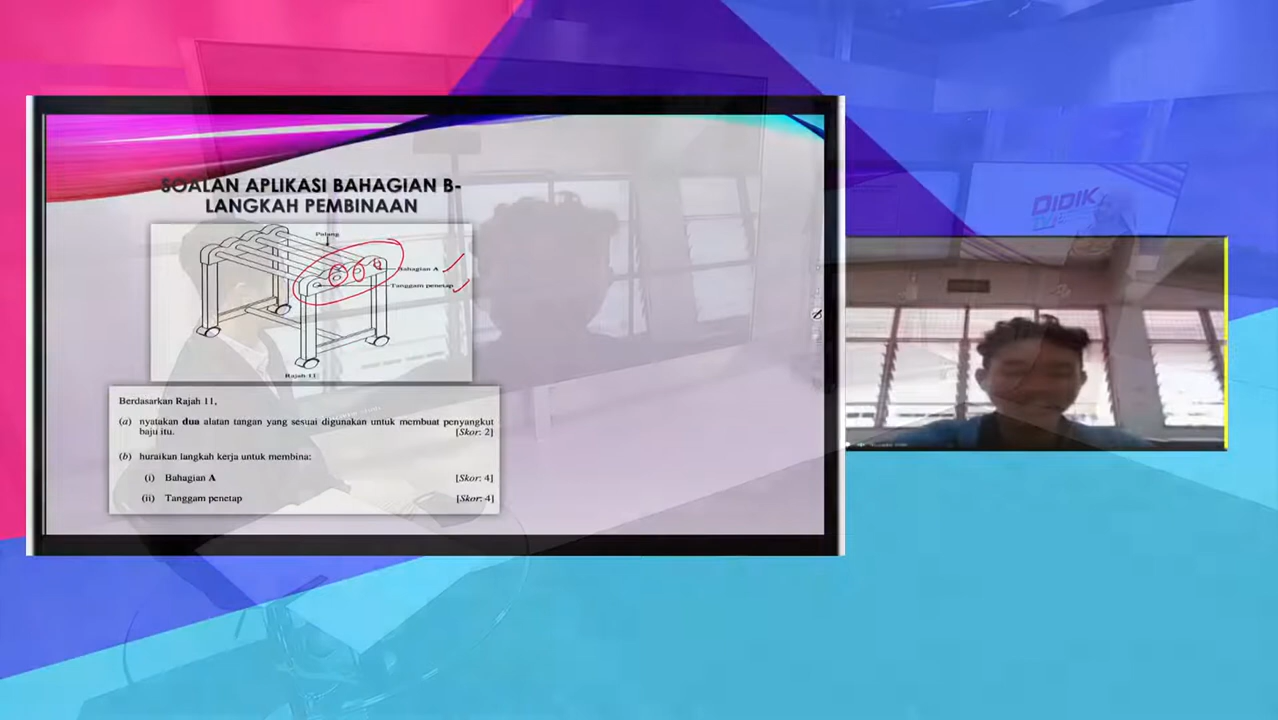 SOALAN APLIKASI BAHAGIAN B-
LANGKAH PEMBINAAN
Palang
Bahagian A
Tanggam penetap
Rajah 11
Berdasarkan Rajah 11,
(a) nyatakan dua alatan tangan yang sesuai digunakan untuk membuat penyangkut
baju itu. [Skor: 2]
(b) huraikan langkah kerja untuk membina:
(i) Bahagian A [Skor: 4]
(ii) Tanggam penetap [Skor: 4]
DIDIK